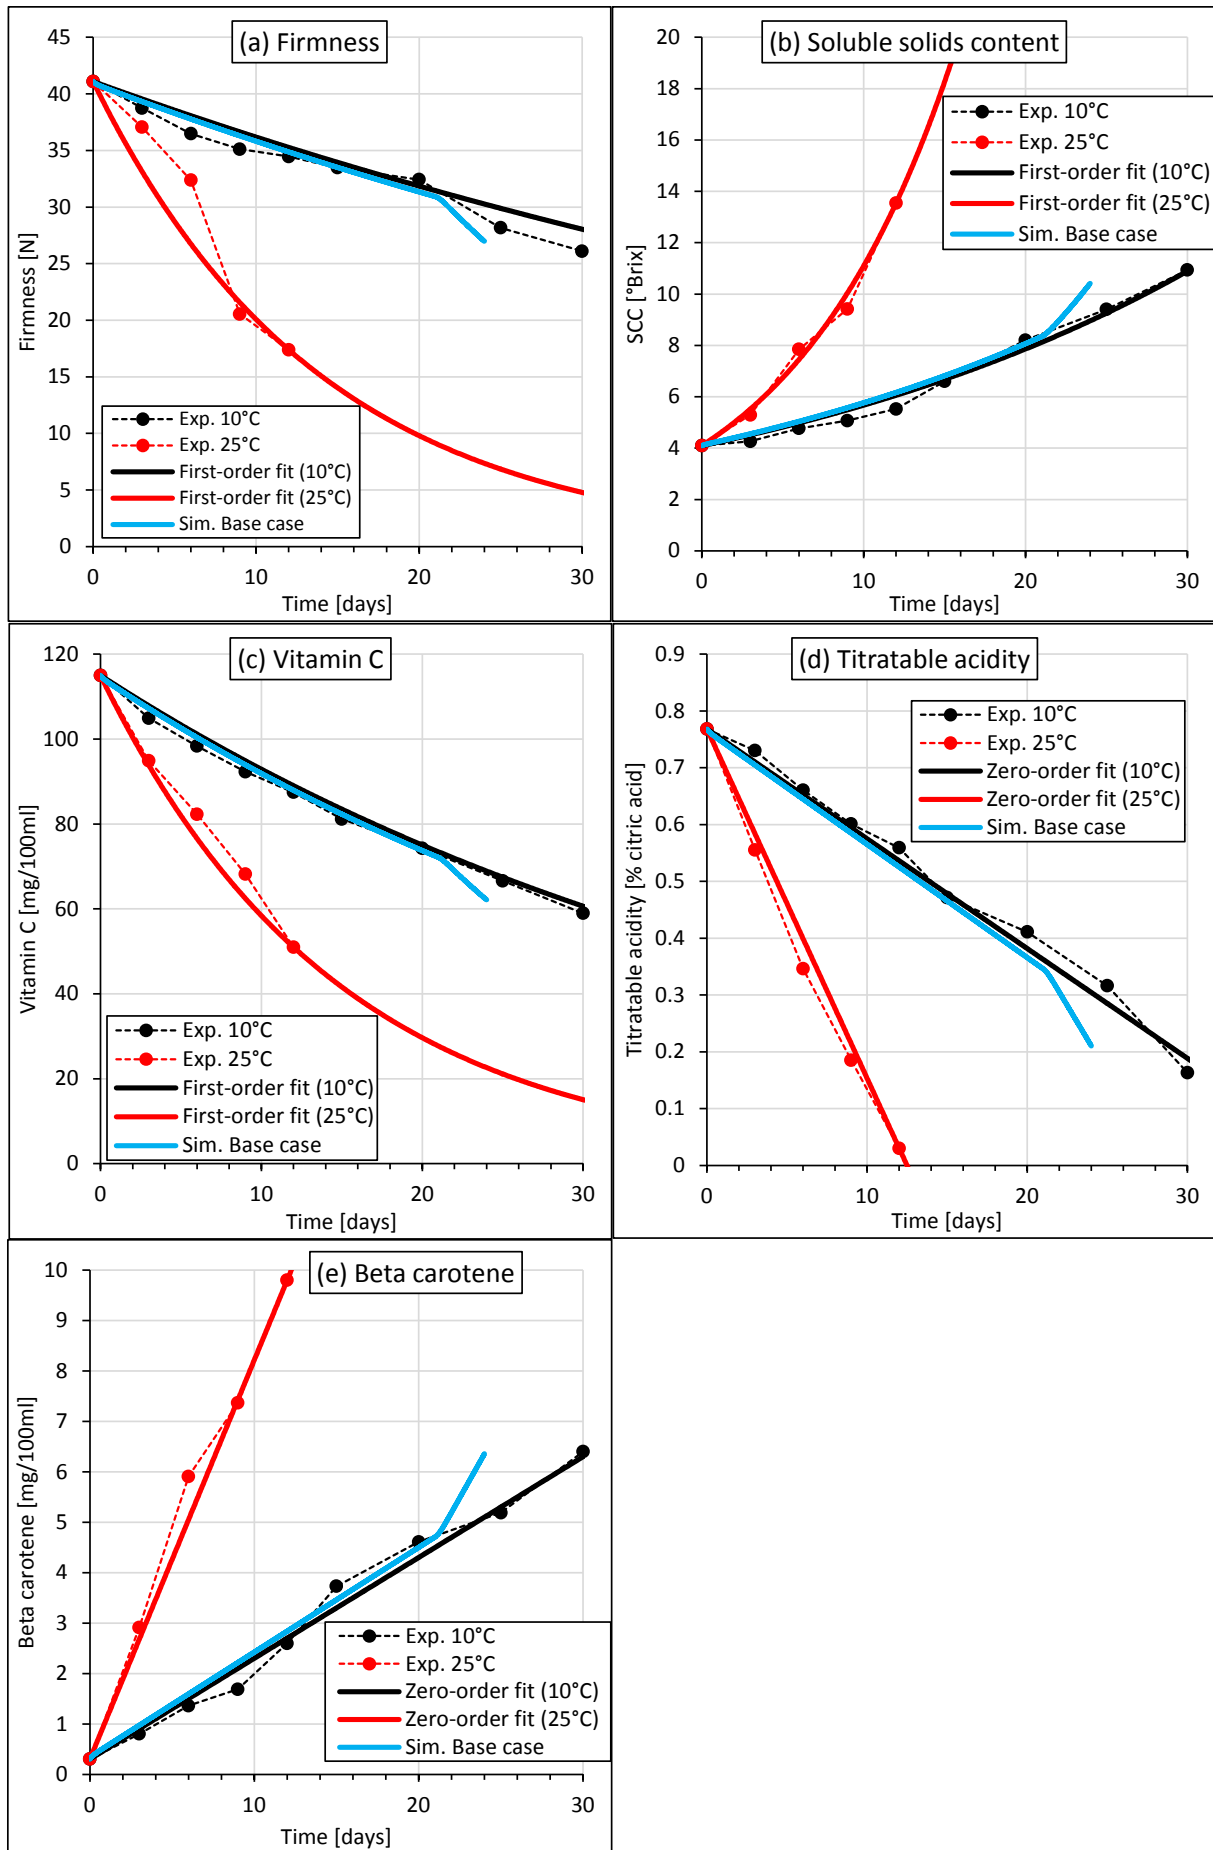 (a) Firmness
45
40
35
30
25
20
15
10
5
0
Firmness [N]
Exp. 10°C
Exp. 25°C
First-order fit (10°C)
First-order fit (25°C)
Sim. Base case
0 10 20 30
Time [days]
(b) Soluble solids content
20
18
16
14
12
10
8
6
4
2
0
SCC [°Brix]
Exp. 10°C
Exp. 25°C
First-order fit (10°C)
First-order fit (25°C)
Sim. Base case
0 10 20 30
Time [days]
(c) Vitamin C
120
100
80
60
40
20
0
Vitamin C [mg/100ml]
Exp. 10°C
Exp. 25°C
First-order fit (10°C)
First-order fit (25°C)
Sim. Base case
0 10 20 30
Time [days]
(d) Titratable acidity
0.9
0.8
0.7
0.6
0.5
0.4
0.3
0.2
0.1
0
Titratable acidity [% citric acid]
Exp. 10°C
Exp. 25°C
Zero-order fit (10°C)
Zero-order fit (25°C)
Sim. Base case
0 10 20 30
Time [days]
(e) Beta carotene
10
9
8
7
6
5
4
3
2
1
0
Beta carotene [mg/100ml]
Exp. 10°C
Exp. 25°C
Zero-order fit (10°C)
Zero-order fit (25°C)
Sim. Base case
0 10 20 30
Time [days]